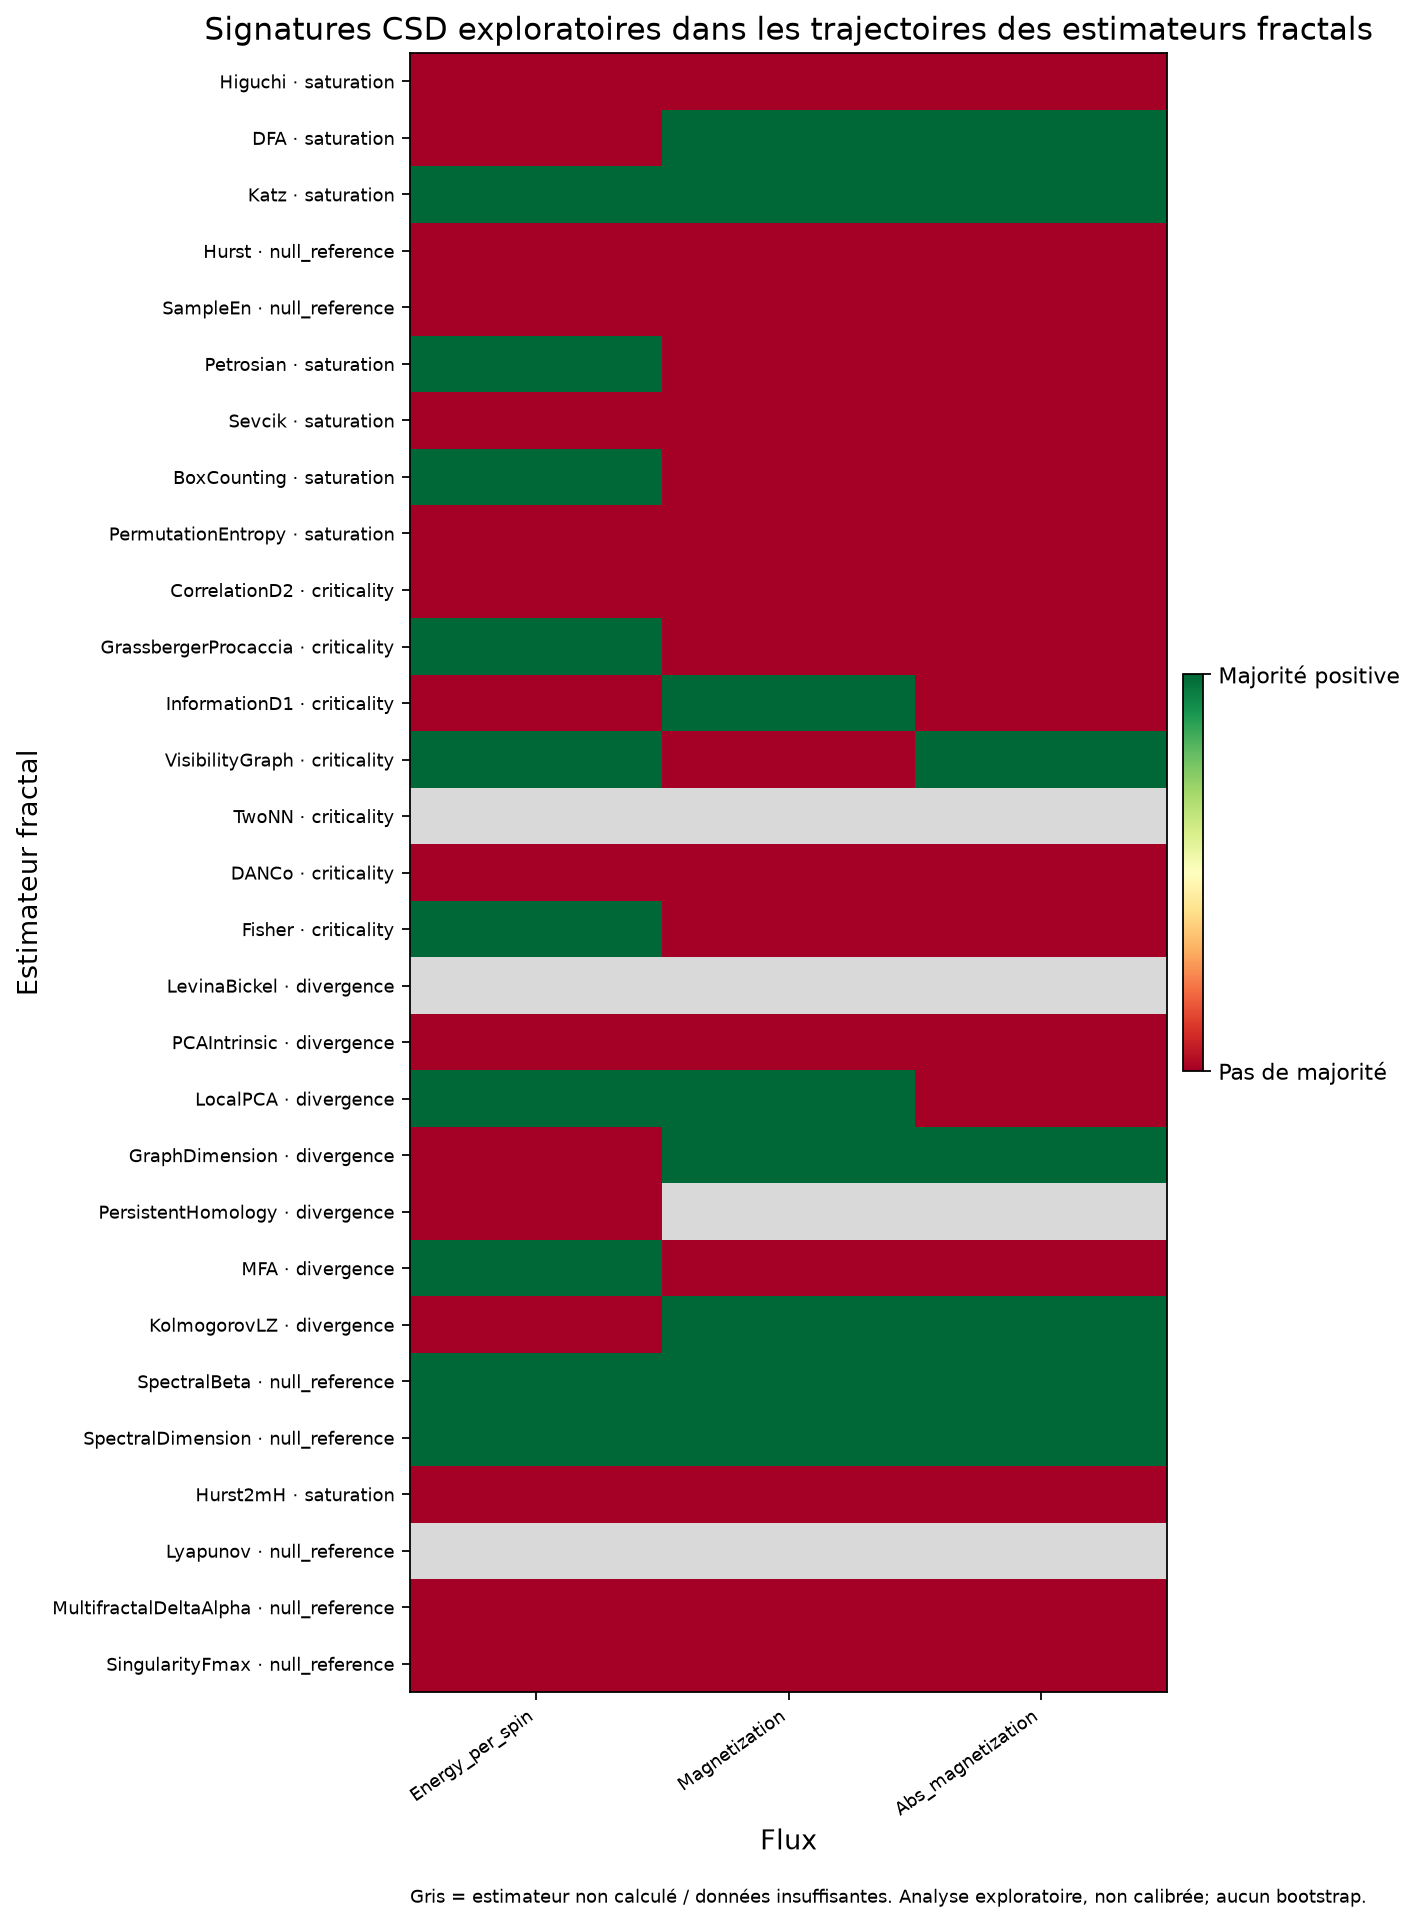 Signatures CSD exploratoires dans les trajectoires des estimateurs fractals
Estimateur fractal
Higuchi · saturation
DFA · saturation
Katz · saturation
Hurst · null_reference
SampleEn · null_reference
Petrosian · saturation
Sevcik · saturation
BoxCounting · saturation
PermutationEntropy · saturation
CorrelationD2 · criticality
GrassbergerProcaccia · criticality
InformationD1 · criticality
VisibilityGraph · criticality
TwoNN · criticality
DANCo · criticality
Fisher · criticality
LevinaBickel · divergence
PCAIntrinsic · divergence
LocalPCA · divergence
GraphDimension · divergence
PersistentHomology · divergence
MFA · divergence
KolmogorovLZ · divergence
SpectralBeta · null_reference
SpectralDimension · null_reference
Hurst2mH · saturation
Lyapunov · null_reference
MultifractalDeltaAlpha · null_reference
SingularityFmax · null_reference
Majorité positive
Pas de majorité
Energy_per_spin
Magnetization
Abs_magnetization
Flux
Gris = estimateur non calculé / données insuffisantes. Analyse exploratoire, non calibrée; aucun bootstrap.